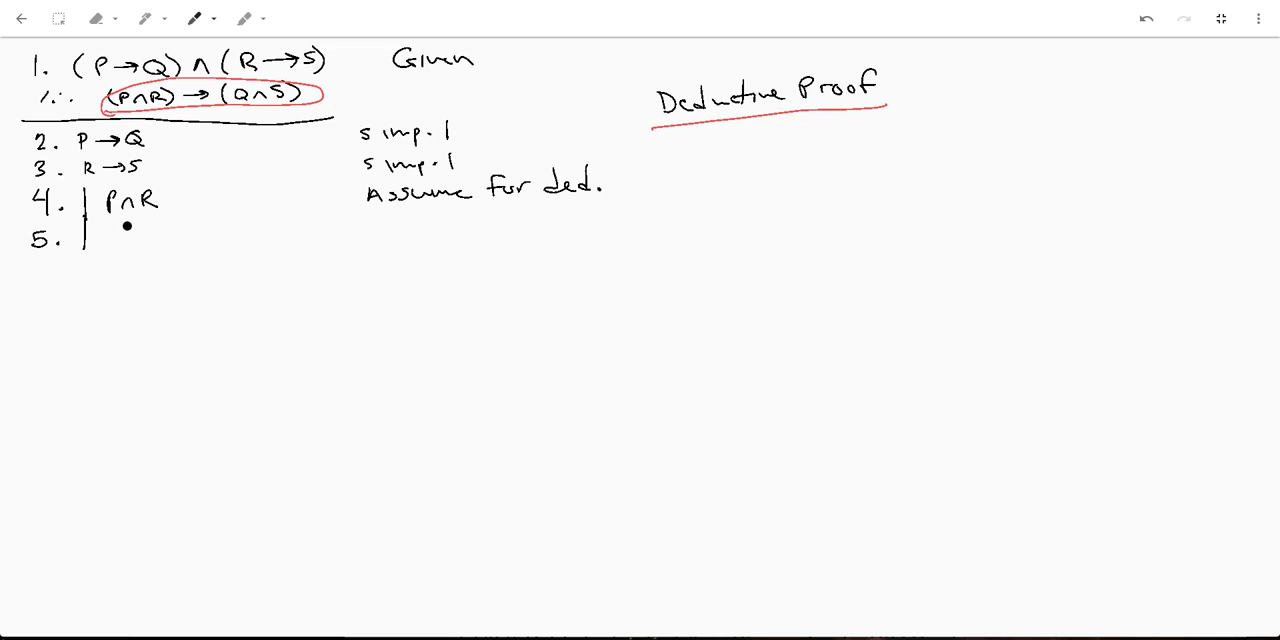 1. (P→Q) ∧ (R→S) Given
/∴ (P∧R) → (Q∧S)
Deductive Proof
2. P→Q simp. 1
3. R→S simp. 1
4. | P∧R Assume for ded.
5. |